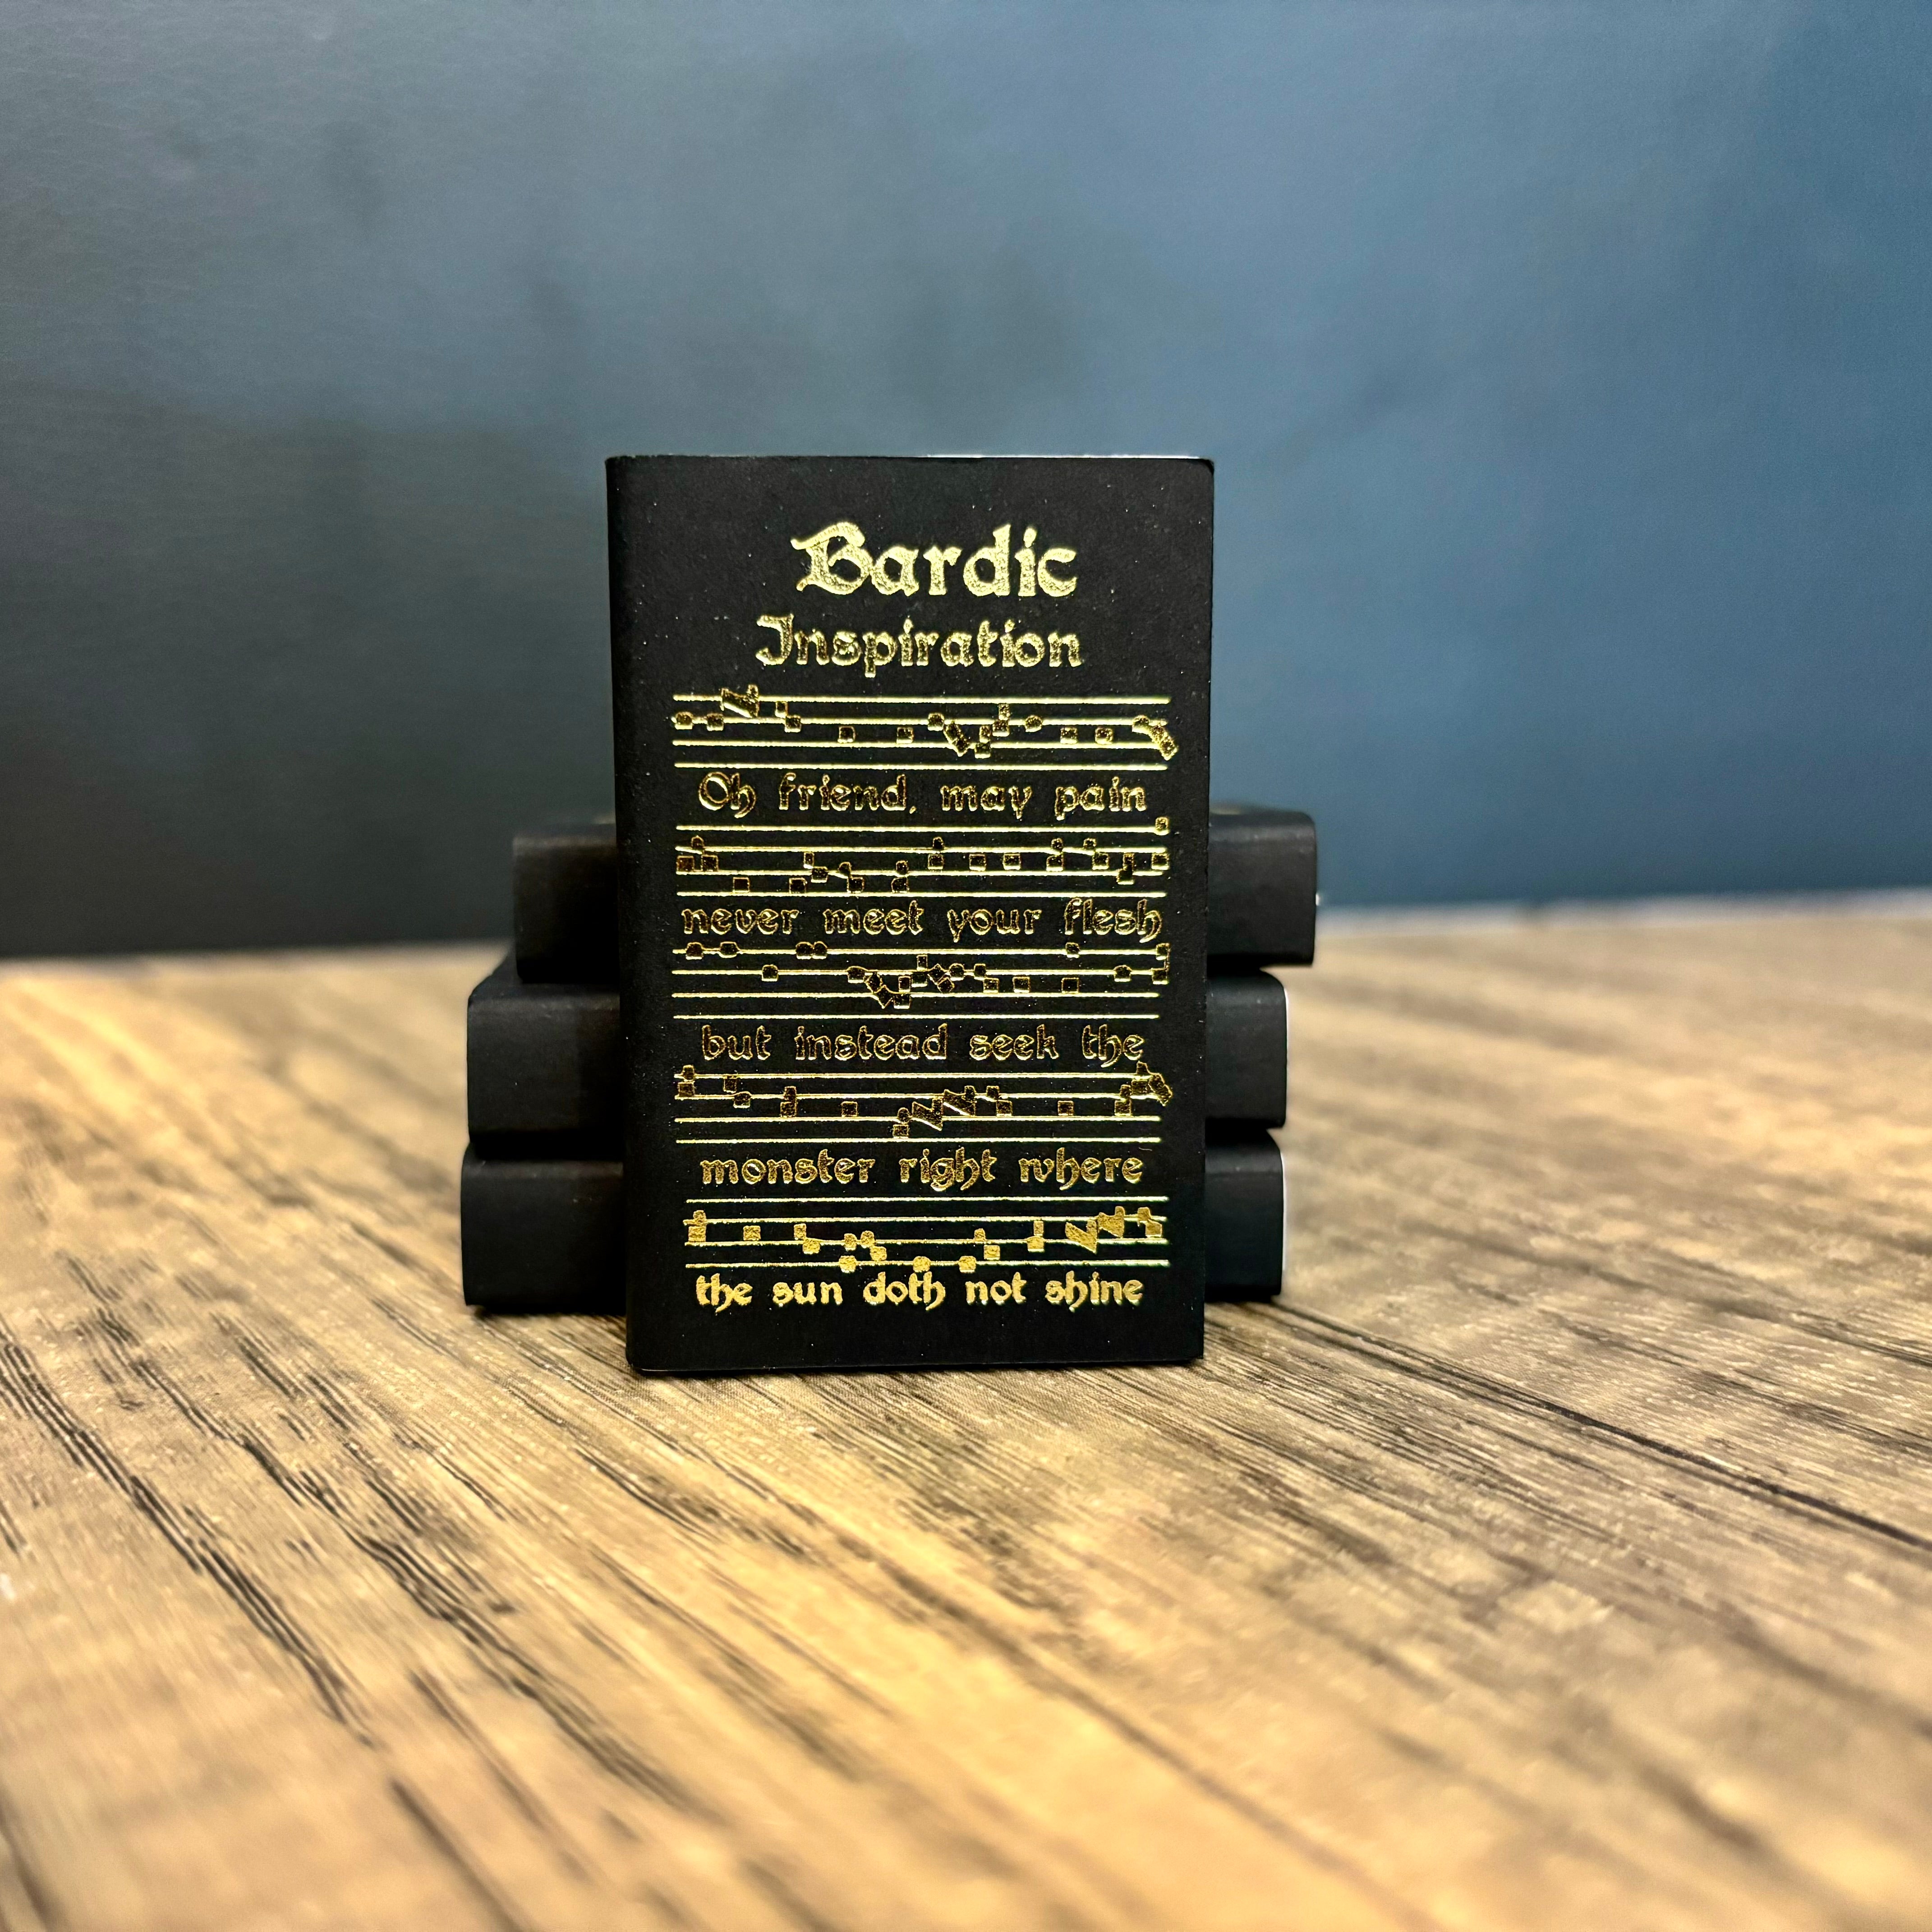 Bardic
Inspiration
Oh friend, may pain
never meet your flesh
but instead seek the
monster right where
the sun doth not shine